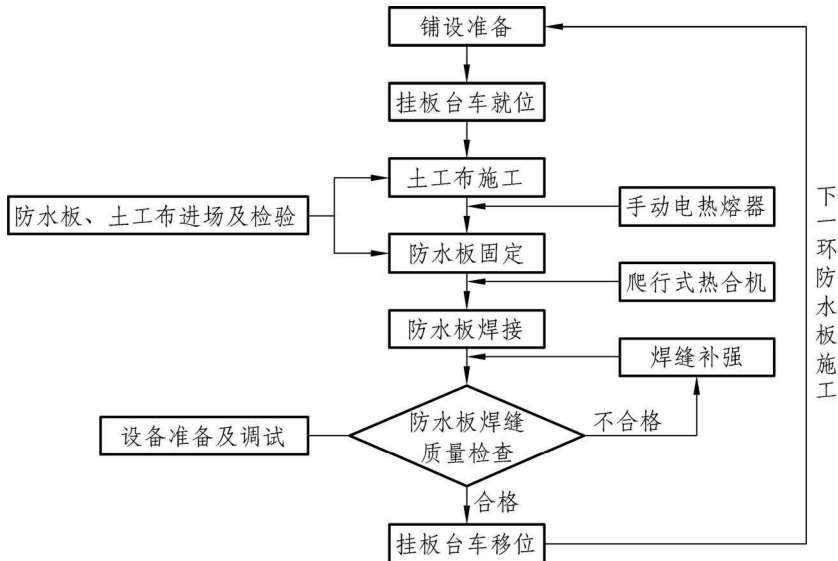 铺设准备
挂板台车就位
土工布施工
防水板、土工布进场及检验
手动电热熔器
防水板固定
爬行式热合机
防水板焊接
焊缝补强
防水板焊缝
质量检查
设备准备及调试
不合格
合格
挂板台车移位
下一环防水板施工